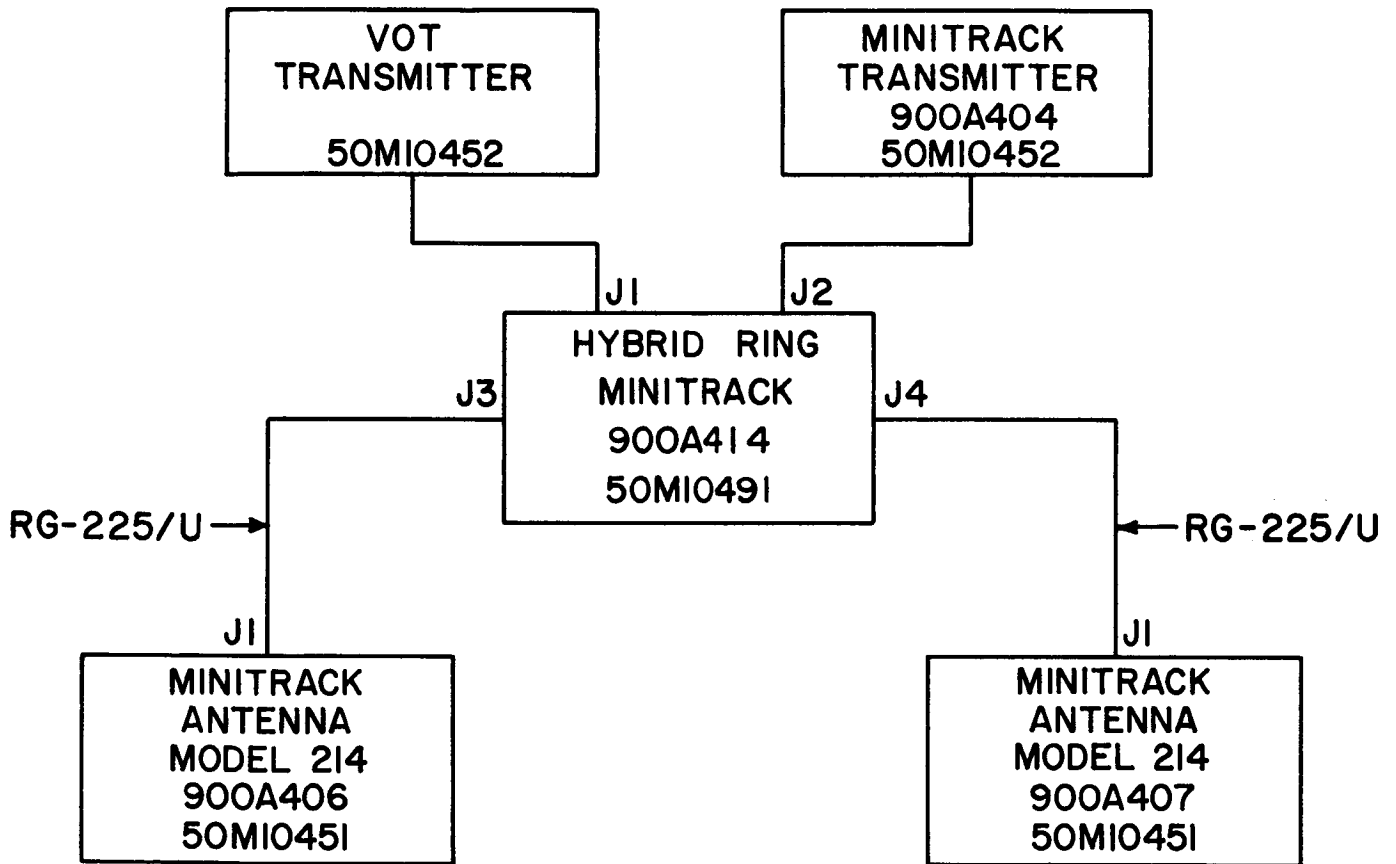 VOT
TRANSMITTER
50M10452
MINITRACK
TRANSMITTER
900A404
50M10452
J1
J2
HYBRID RING
MINITRACK
900A414
50M10491
J3
J4
RG-225/U
RG-225/U
J1
MINITRACK
ANTENNA
MODEL 214
900A406
50M10451
J1
MINITRACK
ANTENNA
MODEL 214
900A407
50M10451